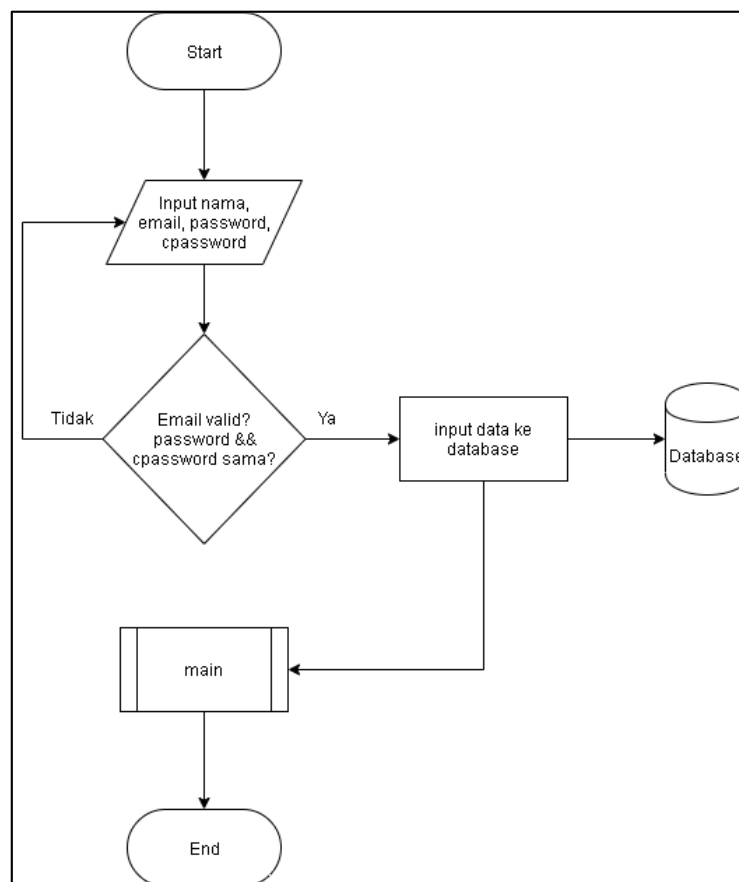 Start
Input nama,
email, password,
cpassword
Tidak
Email valid?
password &&
cpassword sama?
Ya
input data ke
database
Database
main
End